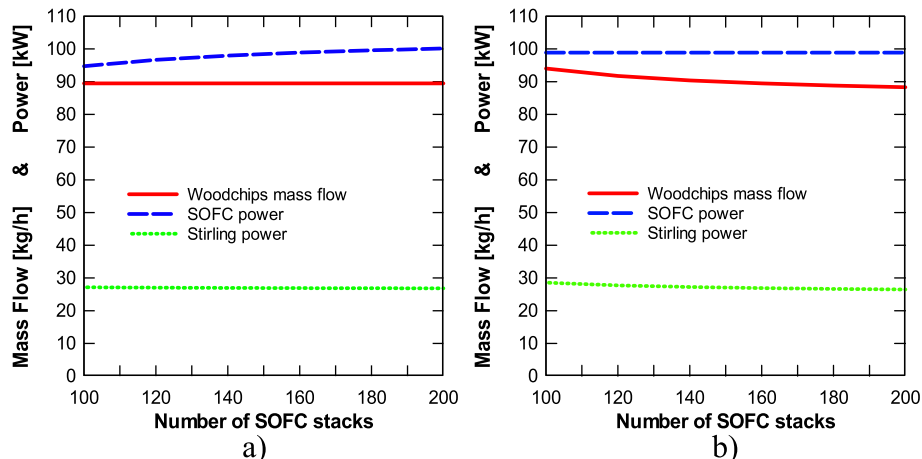 110
100
90
80
70
60
50
40
30
20
10
0
Mass Flow [kg/h] & Power [kW]
Woodchips mass flow
SOFC power
Stirling power
100 120 140 160 180 200
Number of SOFC stacks
a)
110
100
90
80
70
60
50
40
30
20
10
0
Mass Flow [kg/h] & Power [kW]
Woodchips mass flow
SOFC power
Stirling power
100 120 140 160 180 200
Number of SOFC stacks
b)